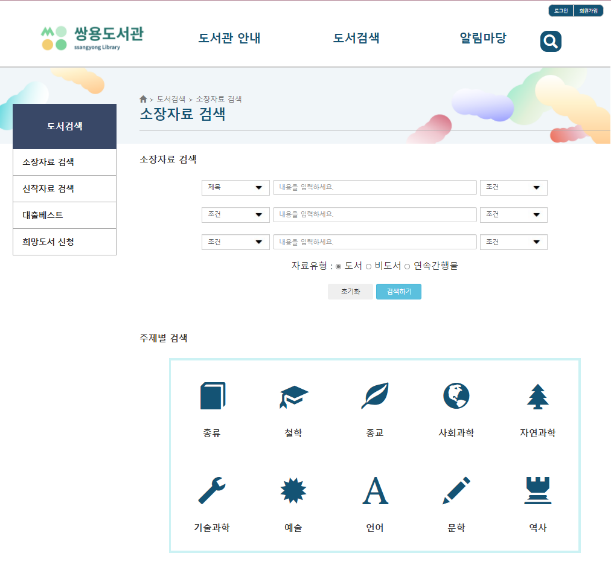 로그인 회원가입
쌍용도서관
ssangyong Library
도서관 안내 도서검색 알림마당
> 도서검색 > 소장자료 검색
소장자료 검색
도서검색
소장자료 검색
신착자료 검색
대출베스트
희망도서 신청
소장자료 검색
제목 내용을 입력하세요. 조건
조건 내용을 입력하세요. 조건
조건 내용을 입력하세요. 조건
자료유형 : 도서 비도서 연속간행물
초기화 검색하기
주제별 검색
종류 철학 종교 사회과학 자연과학
기술과학 예술 언어 문학 역사